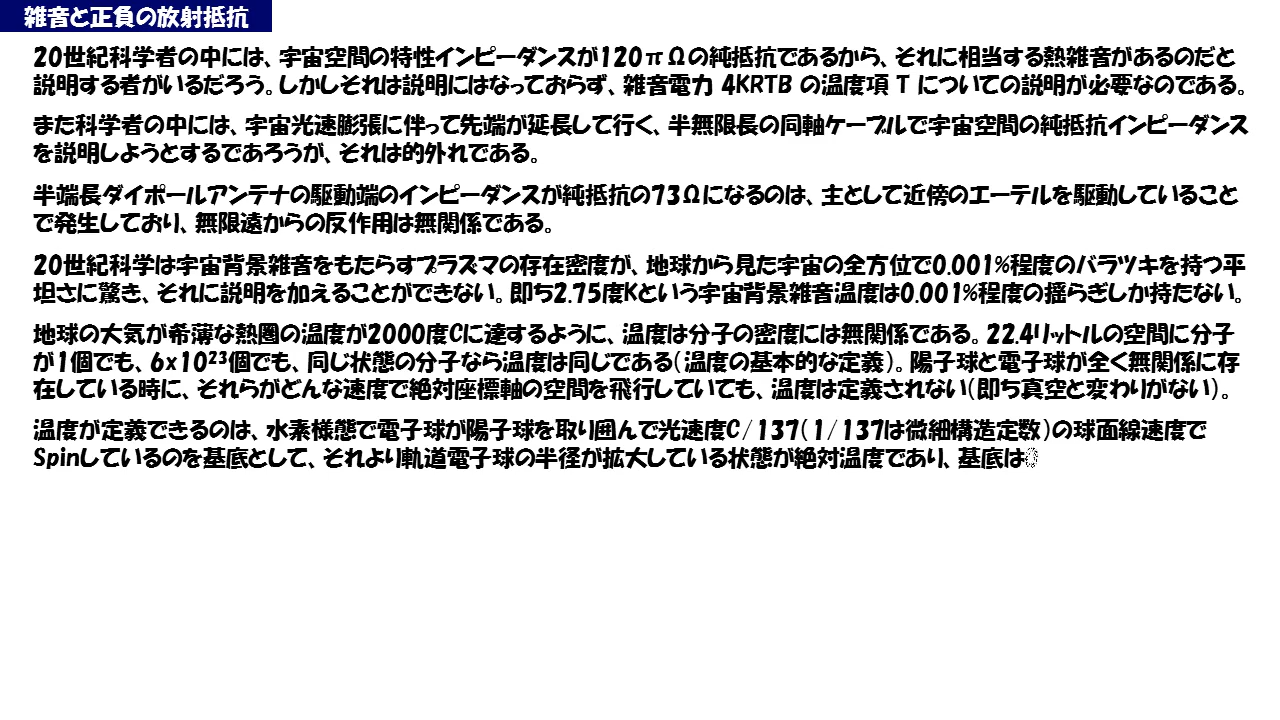 雑音と正負の放射抵抗
20世紀科学者の中には、宇宙空間の特性インピーダンスが120πΩの純抵抗であるから、それに相当する熱雑音があるのだと
説明する者がいるだろう。しかしそれは説明にはなっておらず、雑音電力 4KRTB の温度項 T についての説明が必要なのである。
また科学者の中には、宇宙光速膨張に伴って先端が延長して行く、半無限長の同軸ケーブルで宇宙空間の純抵抗インピーダンス
を説明しようとするであろうが、それは的外れである。
半端長ダイポールアンテナの駆動端のインピーダンスが純抵抗の73Ωになるのは、主として近傍のエーテルを駆動していること
で発生しており、無限遠からの反作用は無関係である。
20世紀科学は宇宙背景雑音をもたらすプラズマの存在密度が、地球から見た宇宙の全方位で0.001%程度のバラツキを持つ平
坦さに驚き、それに説明を加えることができない。即ち2.75度Kという宇宙背景雑音温度は0.001%程度の揺らぎしか持たない。
地球の大気が希薄な熱圏の温度が2000度Cに達するように、温度は分子の密度には無関係である。22.4リットルの空間に分子
が1個でも、6x10²³個でも、同じ状態の分子なら温度は同じである(温度の基本的な定義)。陽子球と電子球が全く無関係に存
在している時に、それらがどんな速度で絶対座標軸の空間を飛行していても、温度は定義されない(即ち真空と変わりがない)。
温度が定義できるのは、水素様態で電子球が陽子球を取り囲んで光速度C/137(1/137は微細構造定数)の球面線速度で
Spinしているのを基底として、それより軌道電子球の半径が拡大している状態が絶対温度であり、基底は